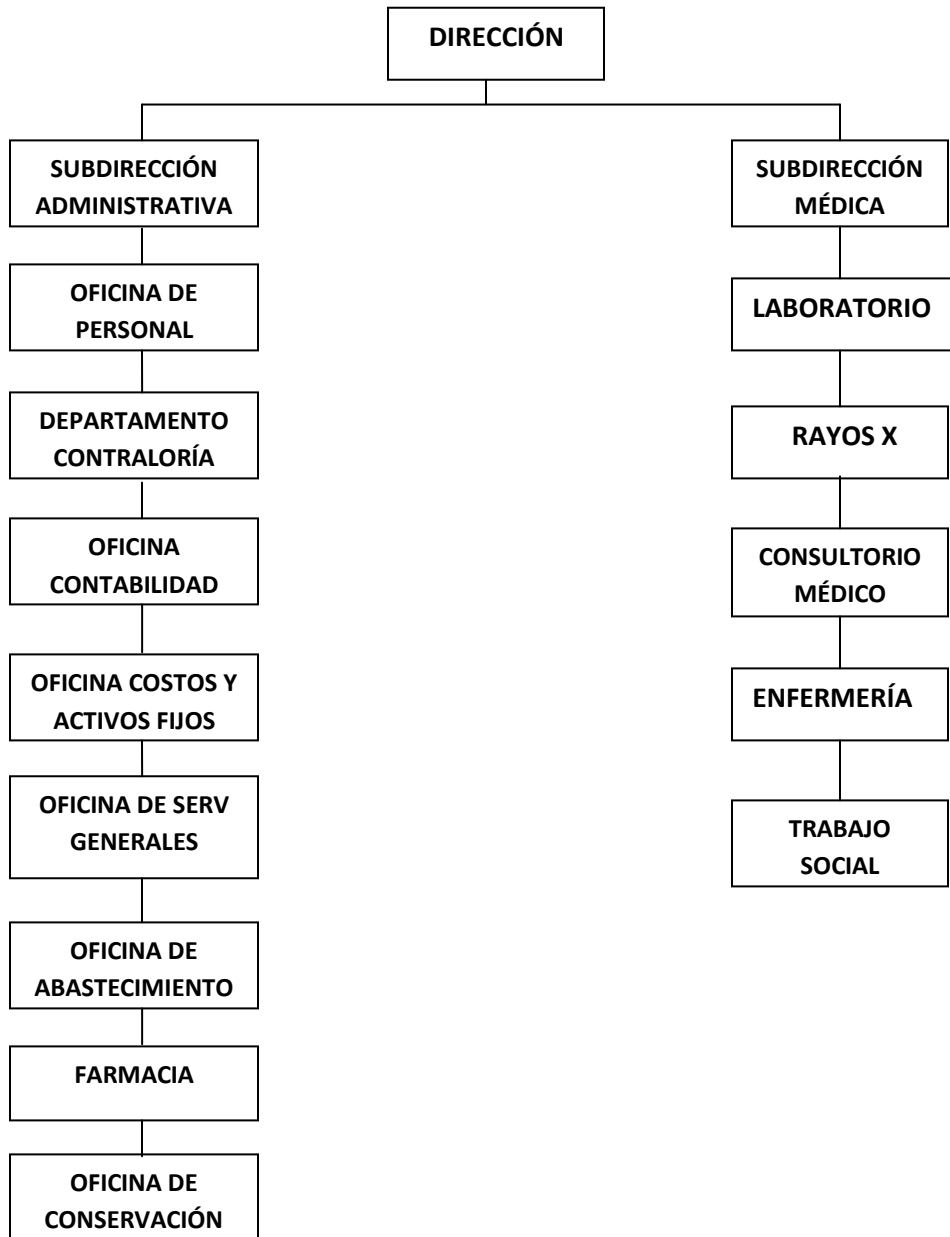 DIRECCIÓN
SUBDIRECCIÓN
ADMINISTRATIVA
OFICINA DE
PERSONAL
DEPARTAMENTO
CONTRALORÍA
OFICINA
CONTABILIDAD
OFICINA COSTOS Y
ACTIVOS FIJOS
OFICINA DE SERV
GENERALES
OFICINA DE
ABASTECIMIENTO
FARMACIA
OFICINA DE
CONSERVACIÓN
SUBDIRECCIÓN
MÉDICA
LABORATORIO
RAYOS X
CONSULTORIO
MÉDICO
ENFERMERÍA
TRABAJO
SOCIAL